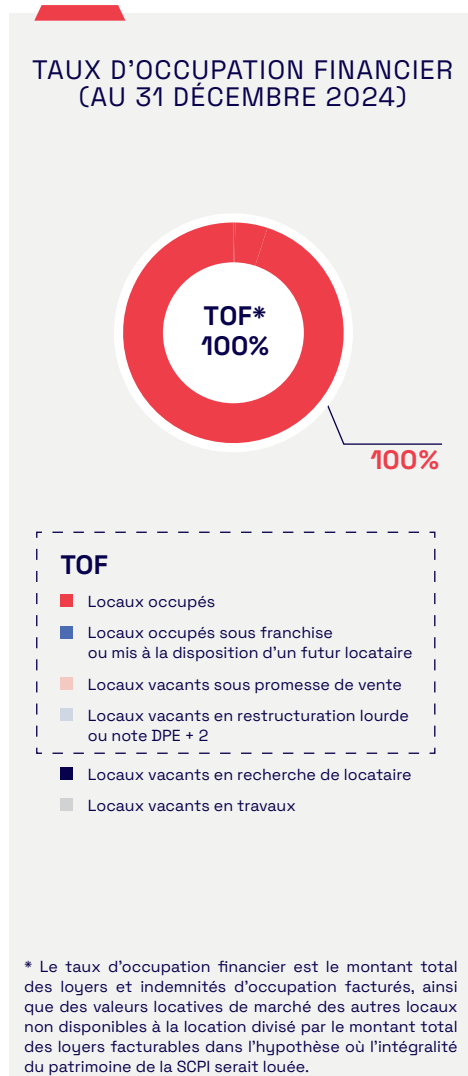 TAUX D'OCCUPATION FINANCIER
(AU 31 DÉCEMBRE 2024)
TOF*
100%
100%
TOF
Locaux occupés
Locaux occupés sous franchise
ou mis à la disposition d'un futur locataire
Locaux vacants sous promesse de vente
Locaux vacants en restructuration lourde
ou note DPE + 2
Locaux vacants en recherche de locataire
Locaux vacants en travaux
* Le taux d'occupation financier est le montant total
des loyers et indemnités d'occupation facturés, ainsi
que des valeurs locatives de marché des autres locaux
non disponibles à la location divisé par le montant total
des loyers facturables dans l'hypothèse où l'intégralité
du patrimoine de la SCPI serait louée.